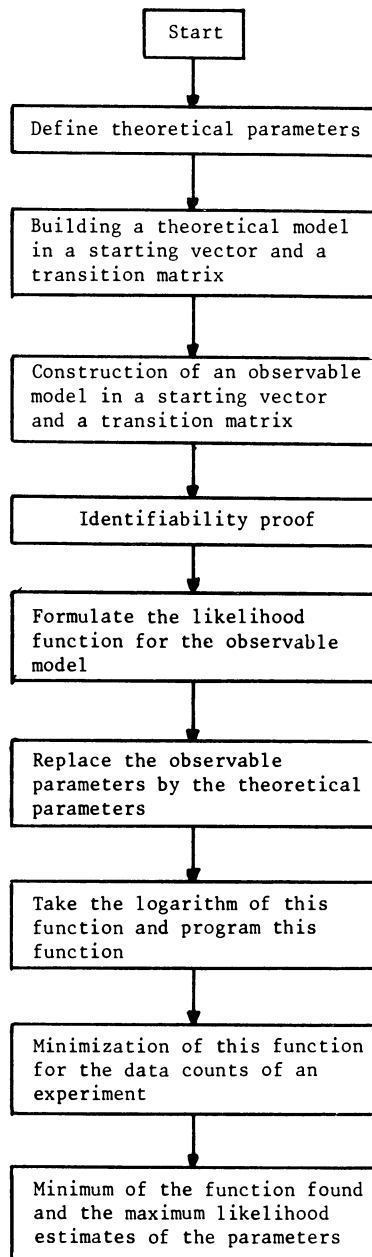 Start
Define theoretical parameters
Building a theoretical model
in a starting vector and a
transition matrix
Construction of an observable
model in a starting vector
and a transition matrix
Identifiability proof
Formulate the likelihood
function for the observable
model
Replace the observable
parameters by the theoretical
parameters
Take the logarithm of this
function and program this
function
Minimization of this function
for the data counts of an
experiment
Minimum of the function found
and the maximum likelihood
estimates of the parameters